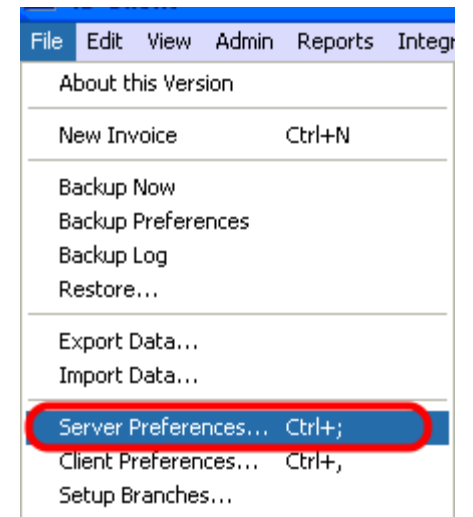 File Edit View Admin Reports Integr
About this Version
New Invoice Ctrl+N
Backup Now
Backup Preferences
Backup Log
Restore...
Export Data...
Import Data...
Server Preferences... Ctrl+;
Client Preferences... Ctrl+,
Setup Branches...